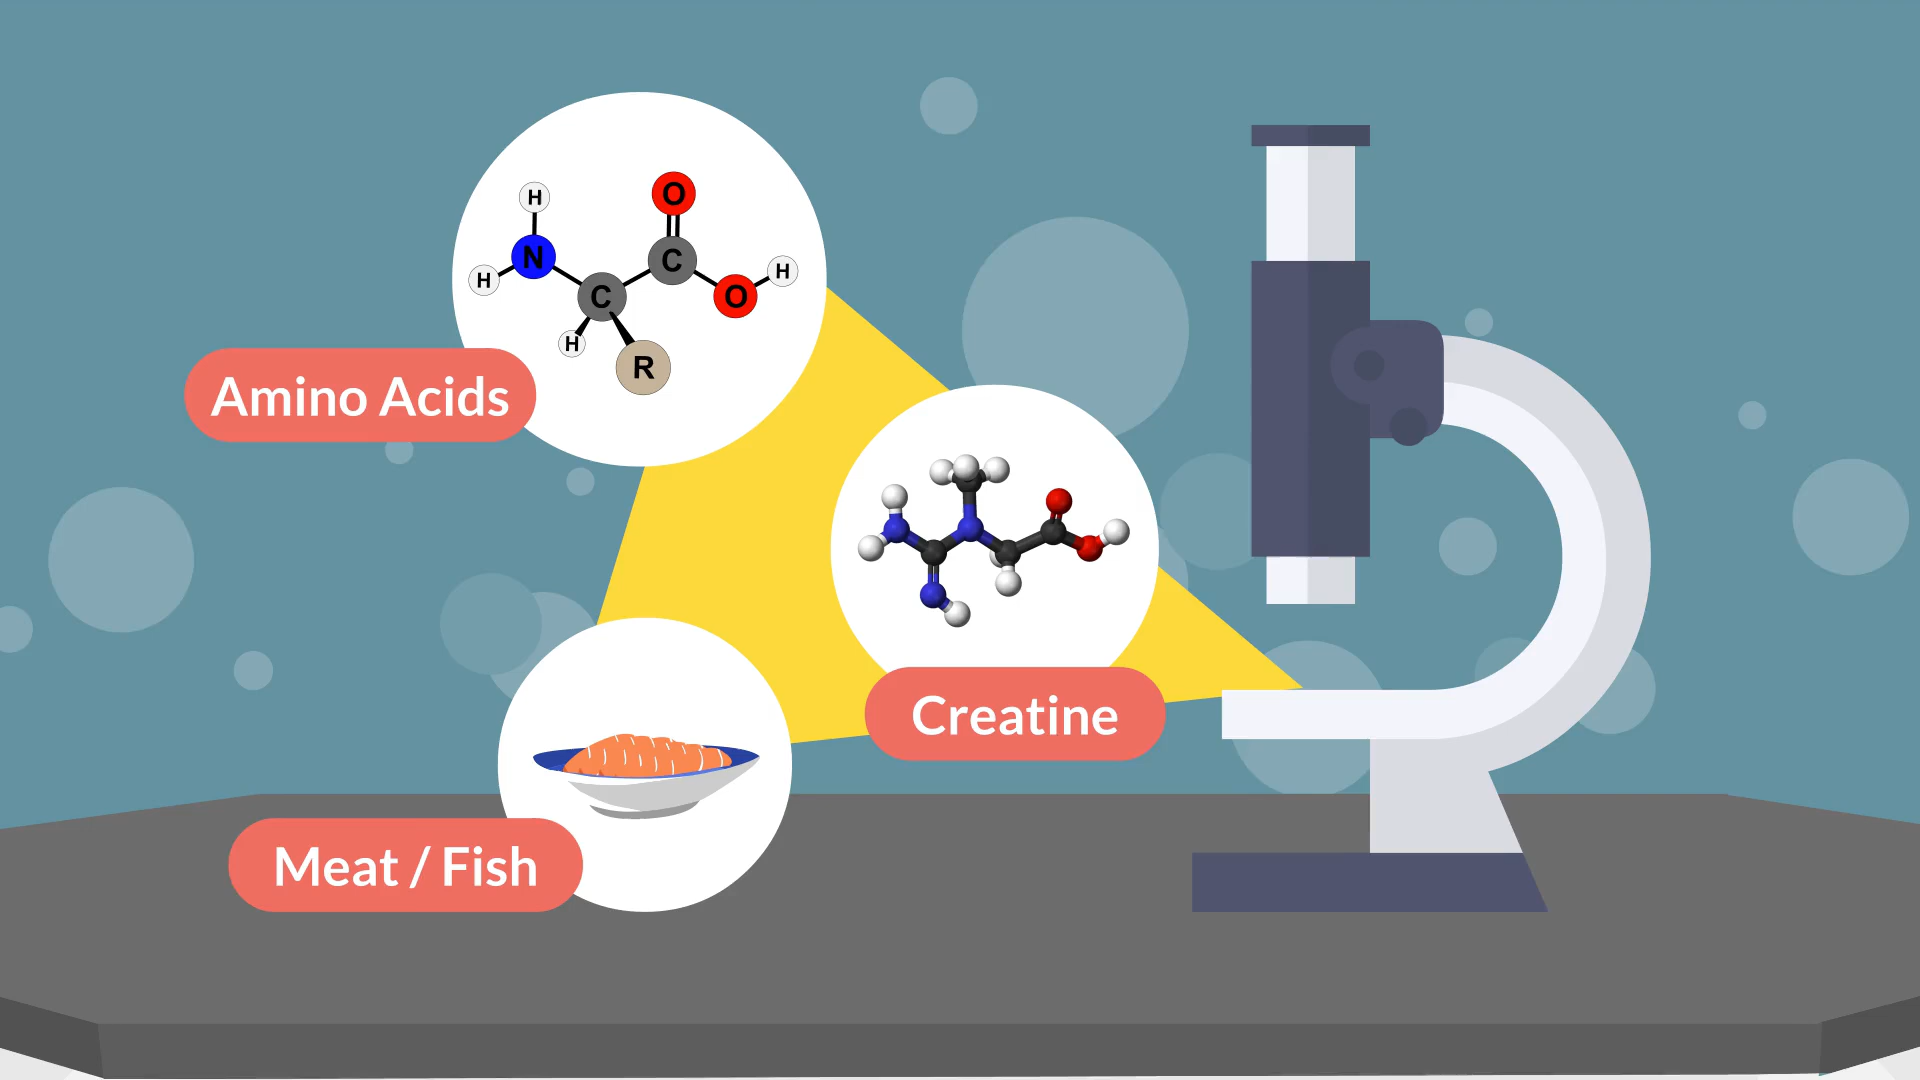 H
O
N
C
H
H
C
O
H
R
Amino Acids
Creatine
Meat / Fish